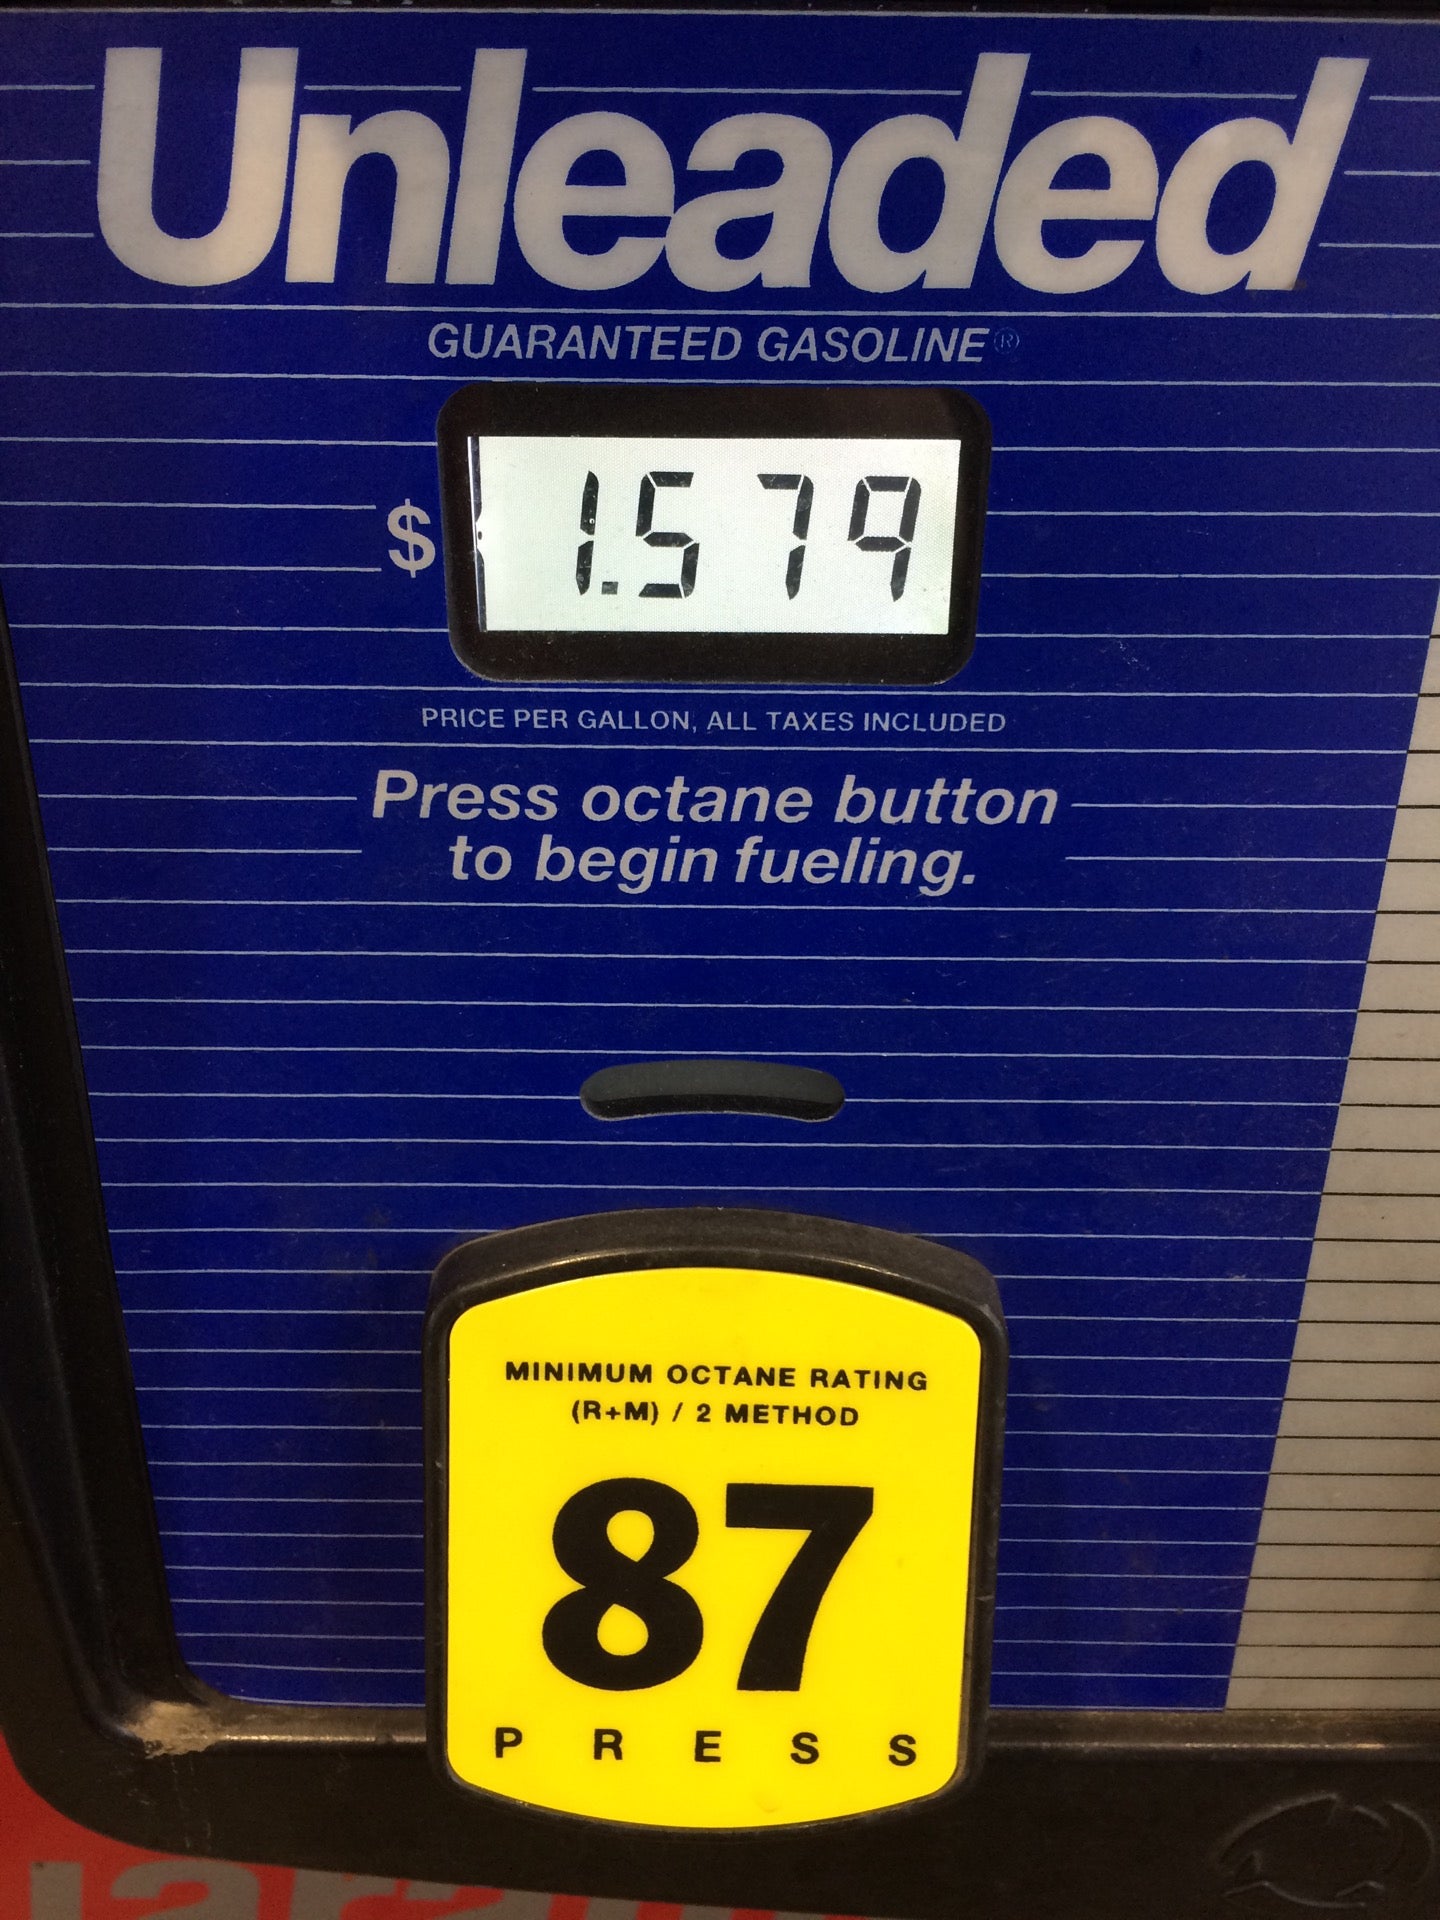 Unleaded
GUARANTEED GASOLINE®
$ 1.579
PRICE PER GALLON, ALL TAXES INCLUDED
Press octane button
to begin fueling.
MINIMUM OCTANE RATING
(R+M) / 2 METHOD
87
PRESS